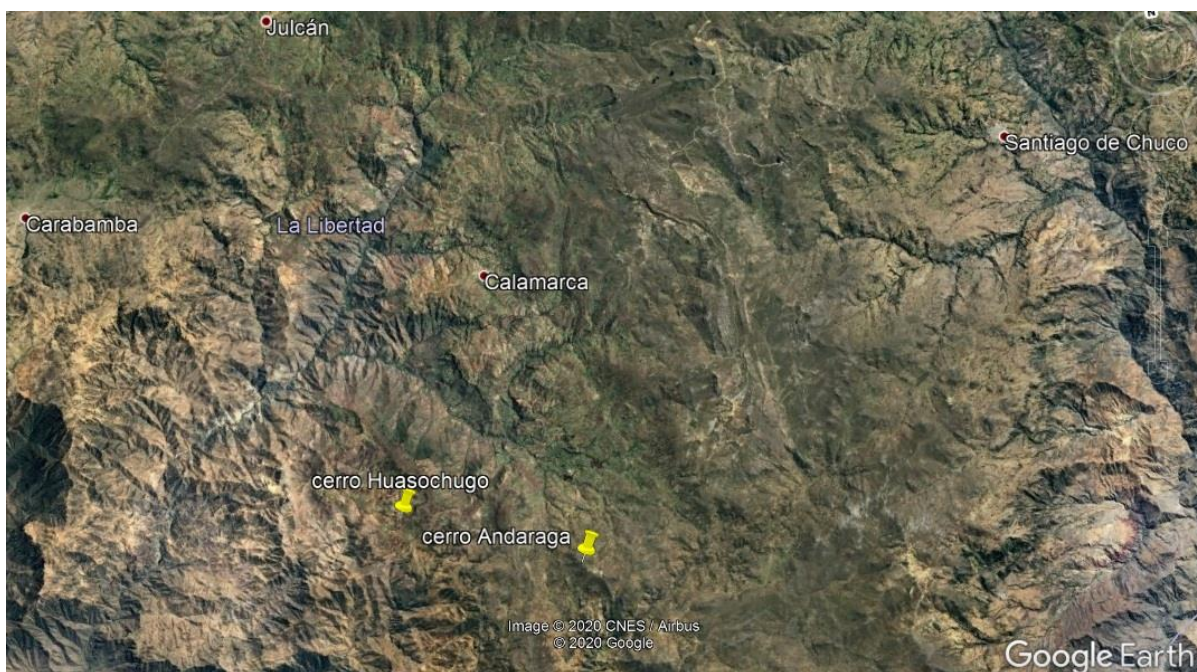 Julcán
Santiago de Chuco
Carabamba
La Libertad
Calamarca
cerro Huasochugo
cerro Andaraga
Image © 2020 CNES / Airbus
© 2020 Google
Google Earth